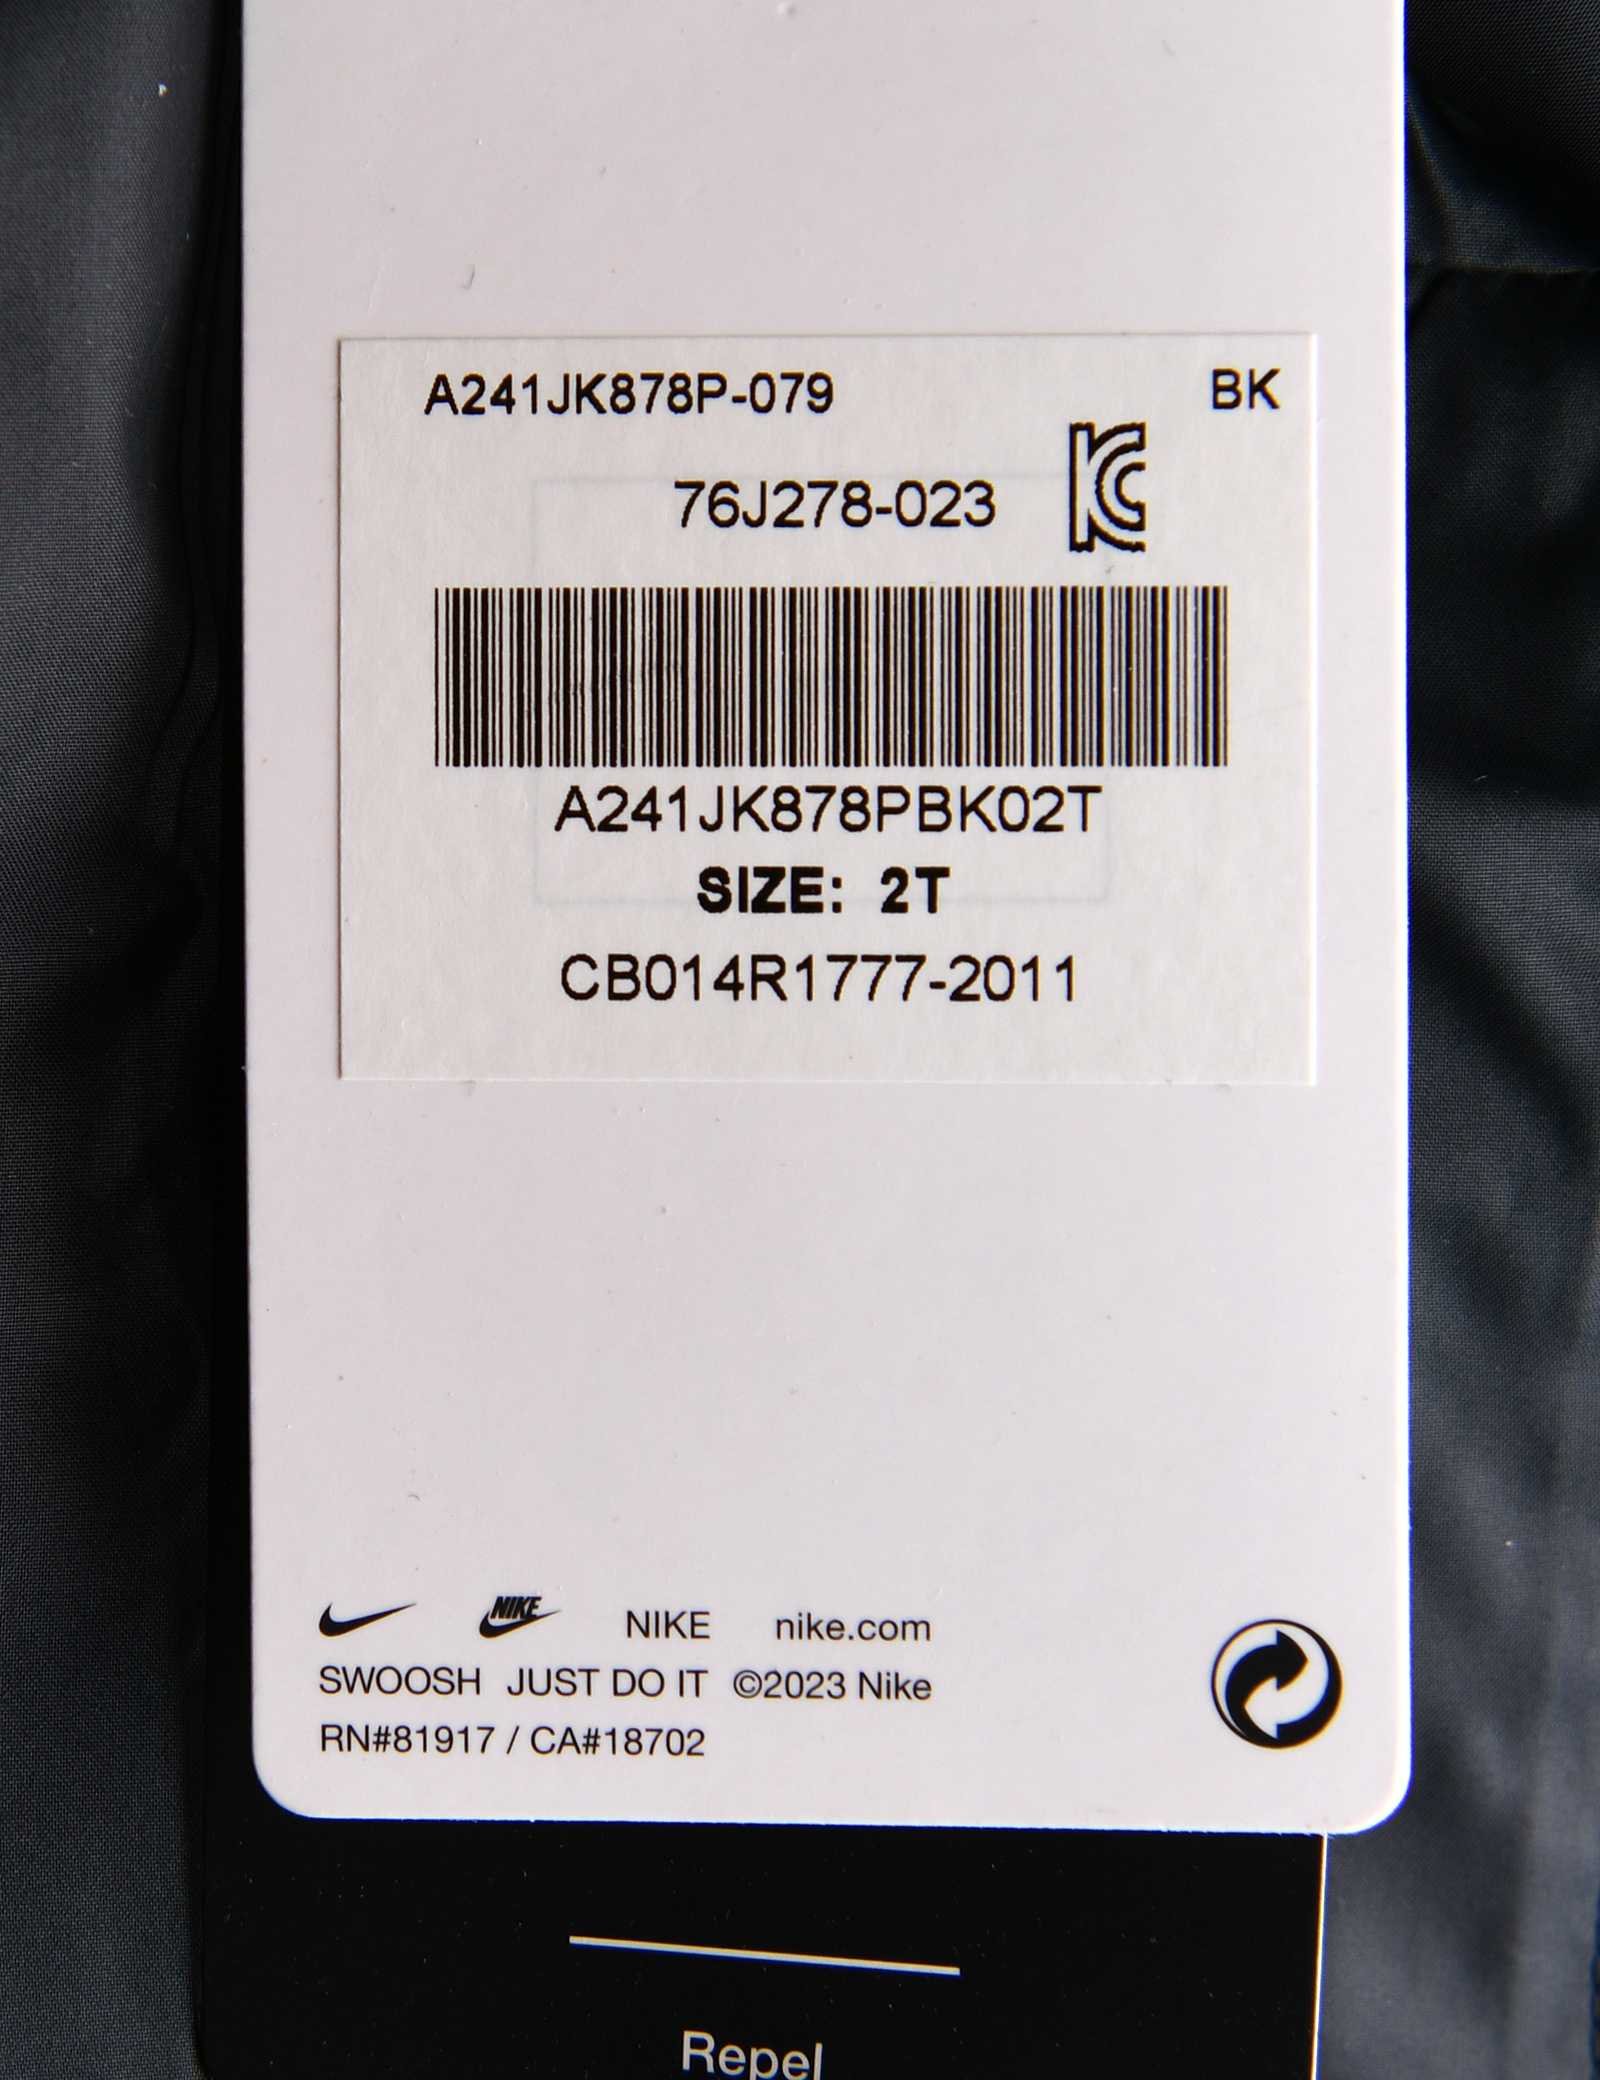 A241JK878P-079 BK
76J278-023
A241JK878PBK02T
SIZE: 2T
CB014R1777-2011
NIKE NIKE nike.com
SWOOSH JUST DO IT ©2023 Nike
RN#81917 / CA#18702
Repel